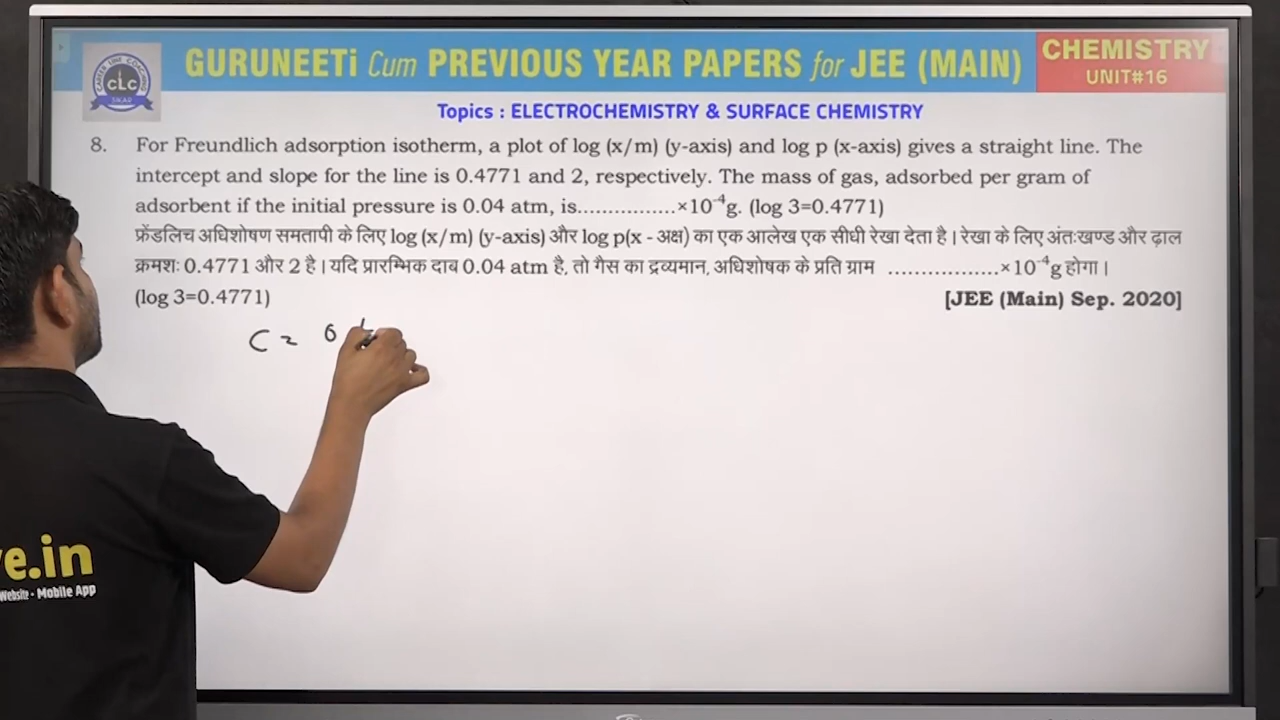 GURUNEETi Cum PREVIOUS YEAR PAPERS for JEE (MAIN)
CHEMISTRY
UNIT#16
CLC
SIKAR
Topics : ELECTROCHEMISTRY & SURFACE CHEMISTRY
8. For Freundlich adsorption isotherm, a plot of log (x/m) (y-axis) and log p (x-axis) gives a straight line. The
intercept and slope for the line is 0.4771 and 2, respectively. The mass of gas, adsorbed per gram of
adsorbent if the initial pressure is 0.04 atm, is................×10⁻⁴g. (log 3=0.4771)
फ्रेंडलिच अधिशोषण समतापी के लिए log (x/m) (y-axis) और log p(x - अक्ष) का एक आलेख एक सीधी रेखा देता है। रेखा के लिए अंतःखण्ड और ढ़ाल
क्रमशः 0.4771 और 2 है। यदि प्रारम्भिक दाब 0.04 atm है, तो गैस का द्रव्यमान, अधिशोषक के प्रति ग्राम ..................×10⁻⁴g होगा।
(log 3=0.4771)
[JEE (Main) Sep. 2020]
C = 0
e.in
Website - Mobile App